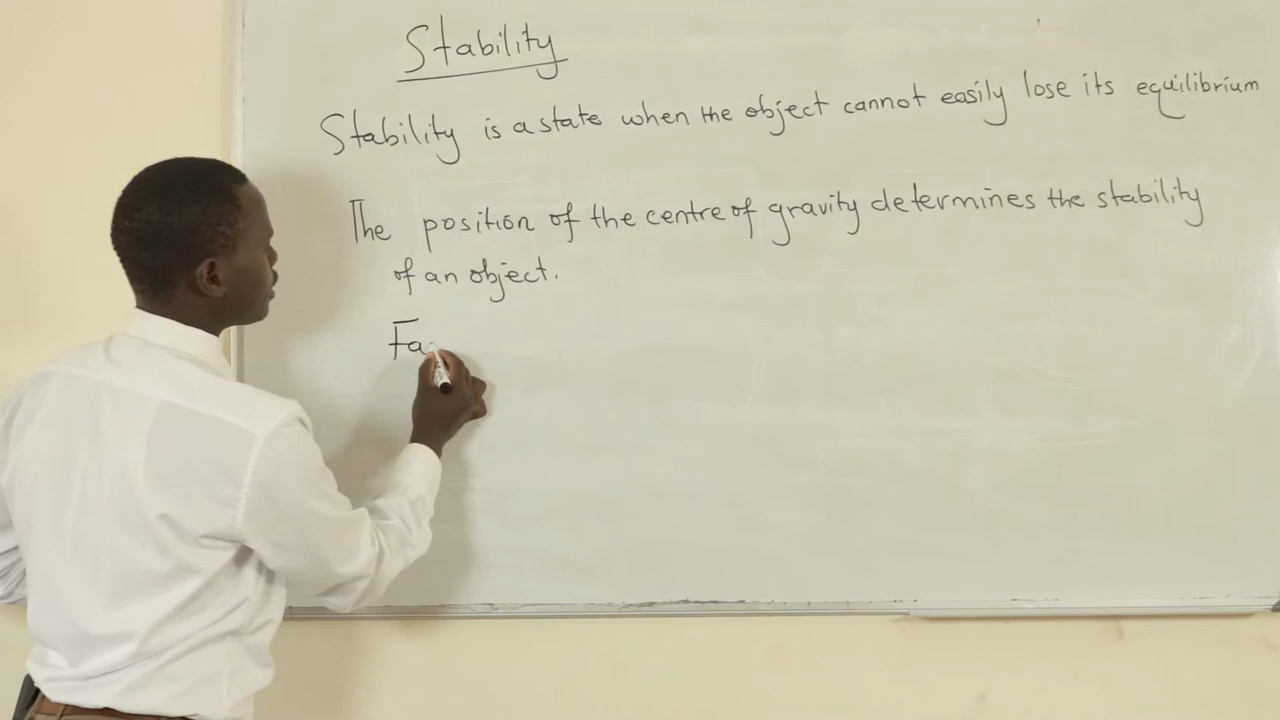 Stability
Stability is a state when the object cannot easily lose its equilibrium
The position of the centre of gravity determines the stability
of an object.
Fa